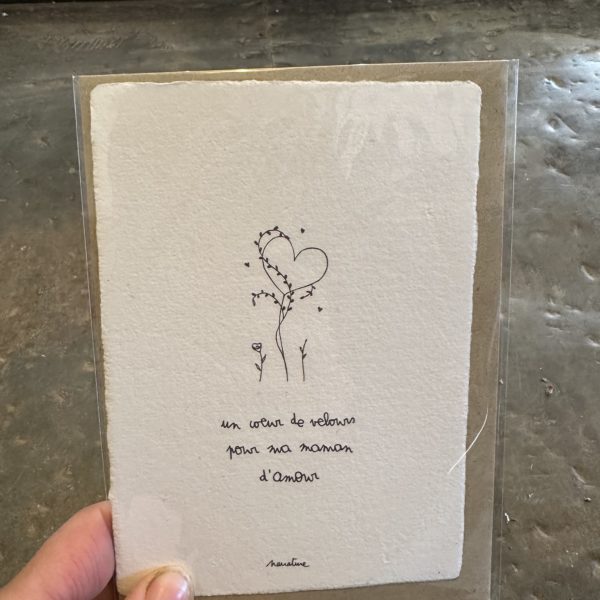 un coeur de velours
pour ma maman
d'amour